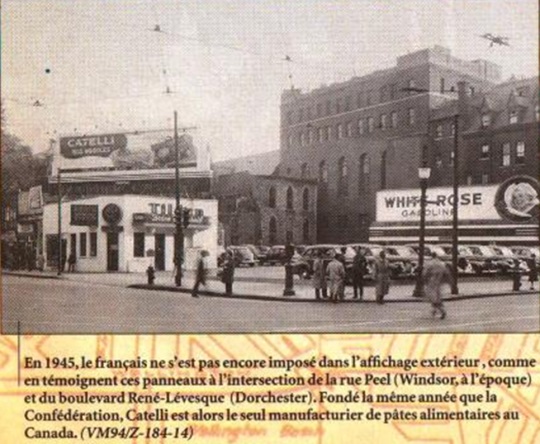 CATELLI
EGG NOODLES
WHITE ROSE
GASOLINE
En 1945, le français ne s'est pas encore imposé dans l'affichage extérieur , comme
en témoignent ces panneaux à l'intersection de la rue Peel (Windsor, à l'époque)
et du boulevard René-Lévesque (Dorchester). Fondé la même année que la
Confédération, Catelli est alors le seul manufacturier de pâtes alimentaires au
Canada. (VM94/Z-184-14)